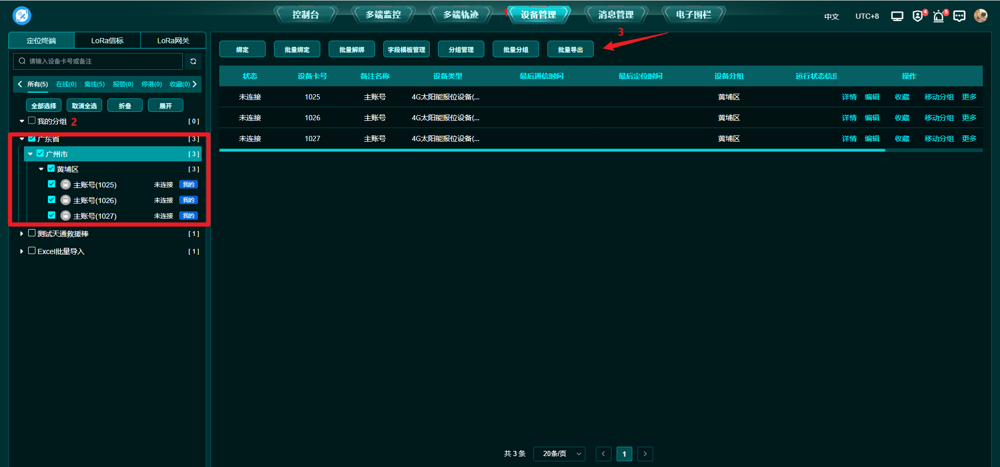 控制台
多端监控
多端轨迹
1
设备管理
消息管理
电子围栏
中文
UTC+8
4
5
定位终端
LoRa信标
LoRa网关
请输入设备卡号或备注
所有(5)
在线(0)
离线(5)
报警(0)
停港(0)
收藏(0)
全部选择
取消全选
折叠
展开
我的分组
2
[ 0 ]
广东省
[ 3 ]
广州市
[ 3 ]
黄埔区
[ 3 ]
主账号(1025)
未连接
我的
主账号(1026)
未连接
我的
主账号(1027)
未连接
我的
测试天通救援棒
[ 1 ]
Excel批量导入
[ 1 ]
3
绑定
批量绑定
批量解绑
字段模板管理
分组管理
批量分组
批量导出
状态
设备卡号
备注名称
设备类型
最后通信时间
最后定位时间
设备分组
运行状态信息
操作
未连接
1025
主账号
4G太阳能报位设备(...
黄埔区
详情
编辑
收藏
移动分组
更多
未连接
1026
主账号
4G太阳能报位设备(...
黄埔区
详情
编辑
收藏
移动分组
更多
未连接
1027
主账号
4G太阳能报位设备(...
黄埔区
详情
编辑
收藏
移动分组
更多
共 3 条
20条/页
1